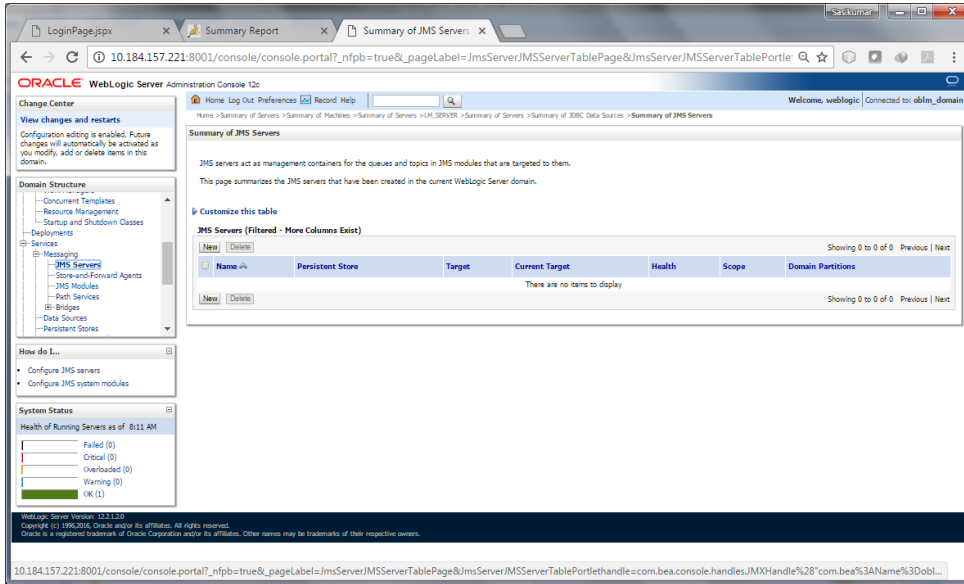 Sasikumar
LoginPage.jspx
Summary Report
Summary of JMS Servers
10.184.157.221:8001/console/console.portal?_nfpb=true&_pageLabel=JmsServerJMSServerTablePage&JmsServerJMSServerTablePortlet
ORACLE WebLogic Server Administration Console 12c
Change Center
View changes and restarts
Configuration editing is enabled. Future
changes will automatically be activated as
you modify, add or delete items in this
domain.
Domain Structure
Concurrent Templates
Resource Management
Startup and Shutdown Classes
Deployments
Services
Messaging
JMS Servers
Store-and-Forward Agents
JMS Modules
Path Services
Bridges
Data Sources
Persistent Stores
How do I...
Configure JMS servers
Configure JMS system modules
System Status
Health of Running Servers as of 8:11 AM
Failed (0)
Critical (0)
Overloaded (0)
Warning (0)
OK (1)
Home Log Out Preferences Record Help
Welcome, weblogic Connected to: oblm_domain
Home >Summary of Servers >Summary of Machines >Summary of Servers >LM_SERVER >Summary of Servers >Summary of JDBC Data Sources >Summary of JMS Servers
Summary of JMS Servers
JMS servers act as management containers for the queues and topics in JMS modules that are targeted to them.
This page summarizes the JMS servers that have been created in the current WebLogic Server domain.
Customize this table
JMS Servers (Filtered - More Columns Exist)
New Delete Showing 0 to 0 of 0 Previous | Next
Name Persistent Store Target Current Target Health Scope Domain Partitions
There are no items to display
New Delete Showing 0 to 0 of 0 Previous | Next
WebLogic Server Version: 12.2.1.2.0
Copyright (c) 1996,2016, Oracle and/or its affiliates. All rights reserved.
Oracle is a registered trademark of Oracle Corporation and/or its affiliates. Other names may be trademarks of their respective owners.
10.184.157.221:8001/console/console.portal?_nfpb=true&_pageLabel=JmsServerJMSServerTablePage&JmsServerJMSServerTablePortlethandle=com.bea.console.handles.JMXHandle%28"com.bea%3AName%3Dobl...